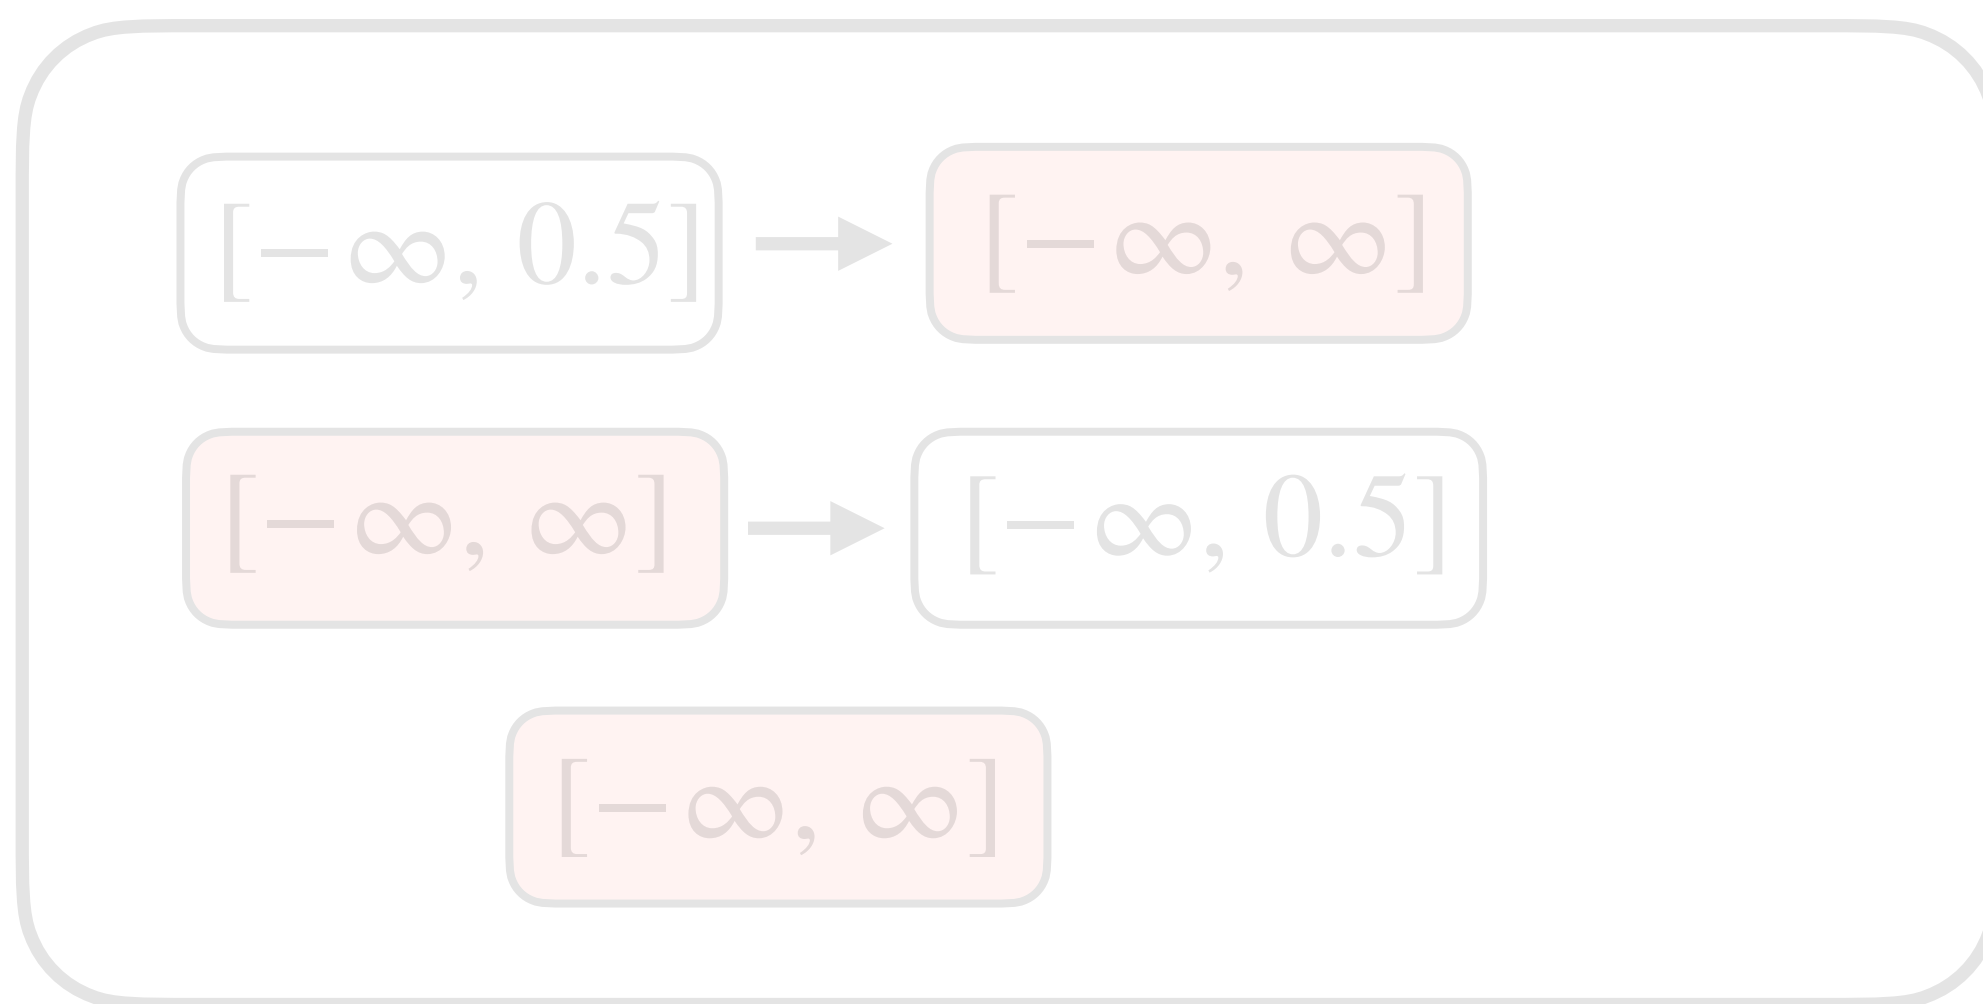 [−∞, 0.5] [−∞, ∞]
[−∞, ∞] [−∞, 0.5]
[−∞, ∞]